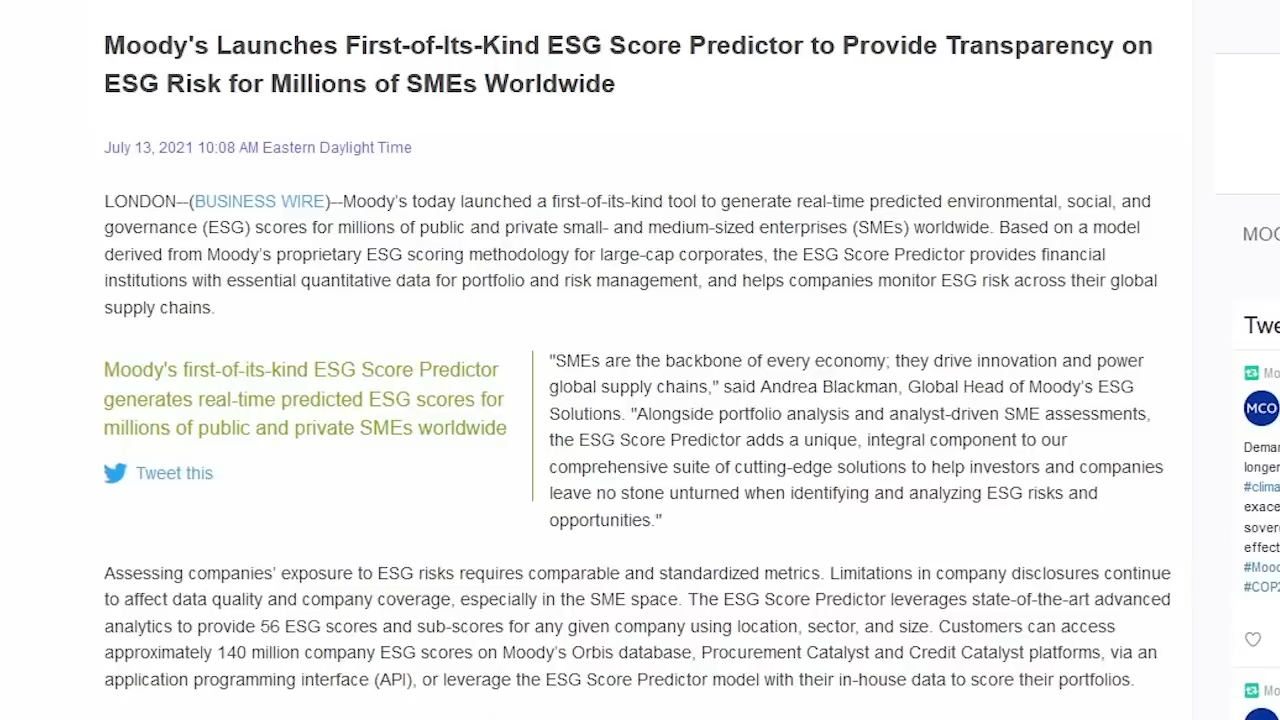 Moody's Launches First-of-Its-Kind ESG Score Predictor to Provide Transparency on
ESG Risk for Millions of SMEs Worldwide
July 13, 2021 10:08 AM Eastern Daylight Time
LONDON--(BUSINESS WIRE)--Moody's today launched a first-of-its-kind tool to generate real-time predicted environmental, social, and
governance (ESG) scores for millions of public and private small- and medium-sized enterprises (SMEs) worldwide. Based on a model
derived from Moody's proprietary ESG scoring methodology for large-cap corporates, the ESG Score Predictor provides financial
institutions with essential quantitative data for portfolio and risk management, and helps companies monitor ESG risk across their global
supply chains.
Moody's first-of-its-kind ESG Score Predictor
generates real-time predicted ESG scores for
millions of public and private SMEs worldwide
Tweet this
"SMEs are the backbone of every economy; they drive innovation and power
global supply chains," said Andrea Blackman, Global Head of Moody's ESG
Solutions. "Alongside portfolio analysis and analyst-driven SME assessments,
the ESG Score Predictor adds a unique, integral component to our
comprehensive suite of cutting-edge solutions to help investors and companies
leave no stone unturned when identifying and analyzing ESG risks and
opportunities."
Assessing companies' exposure to ESG risks requires comparable and standardized metrics. Limitations in company disclosures continue
to affect data quality and company coverage, especially in the SME space. The ESG Score Predictor leverages state-of-the-art advanced
analytics to provide 56 ESG scores and sub-scores for any given company using location, sector, and size. Customers can access
approximately 140 million company ESG scores on Moody's Orbis database, Procurement Catalyst and Credit Catalyst platforms, via an
application programming interface (API), or leverage the ESG Score Predictor model with their in-house data to score their portfolios.
MOO
Twe
Mo
MCO
Demar
longer
#clima
exace
sover
effect
#Mood
#COP2
Mo